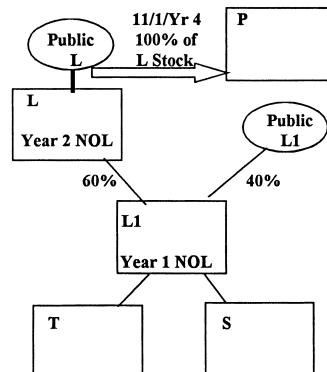 Public
L
11/1/Yr 4
100% of
L Stock
P
L
Year 2 NOL
Public
L1
60%
40%
L1
Year 1 NOL
T
S